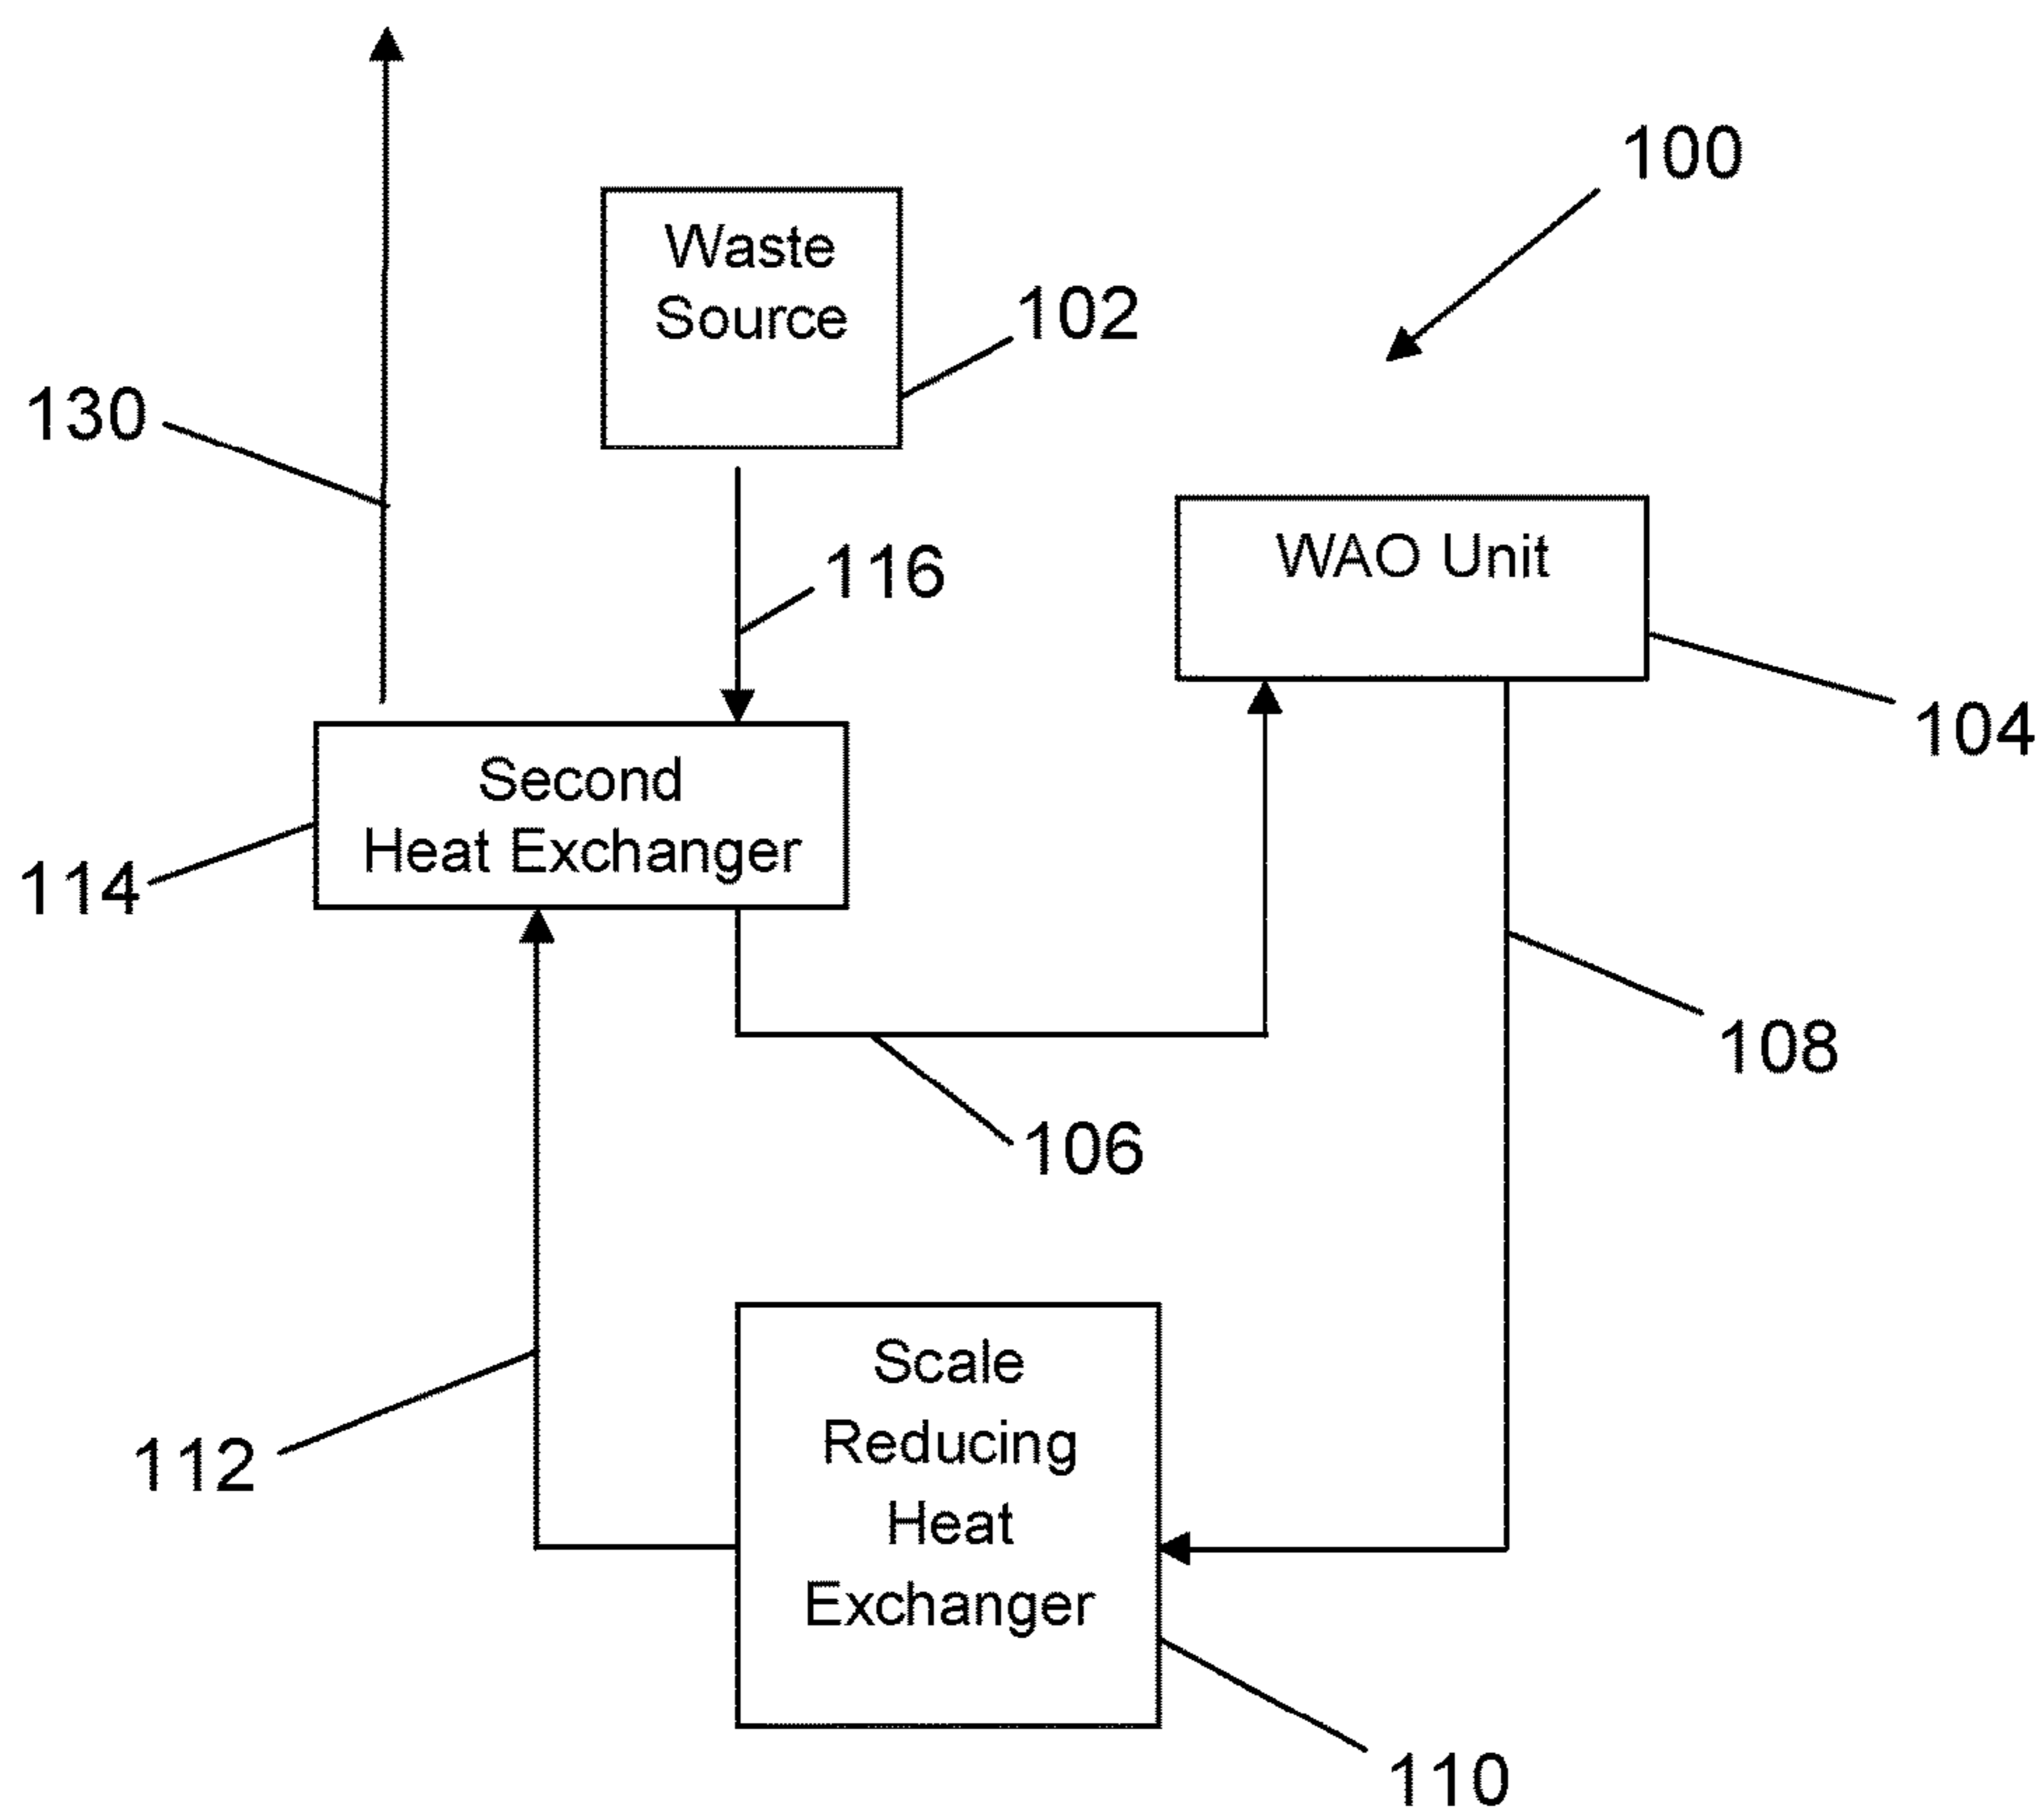 100
Waste
Source
102
130
116
WAO Unit
104
Second
Heat Exchanger
114
108
106
Scale
Reducing
Heat
Exchanger
112
110